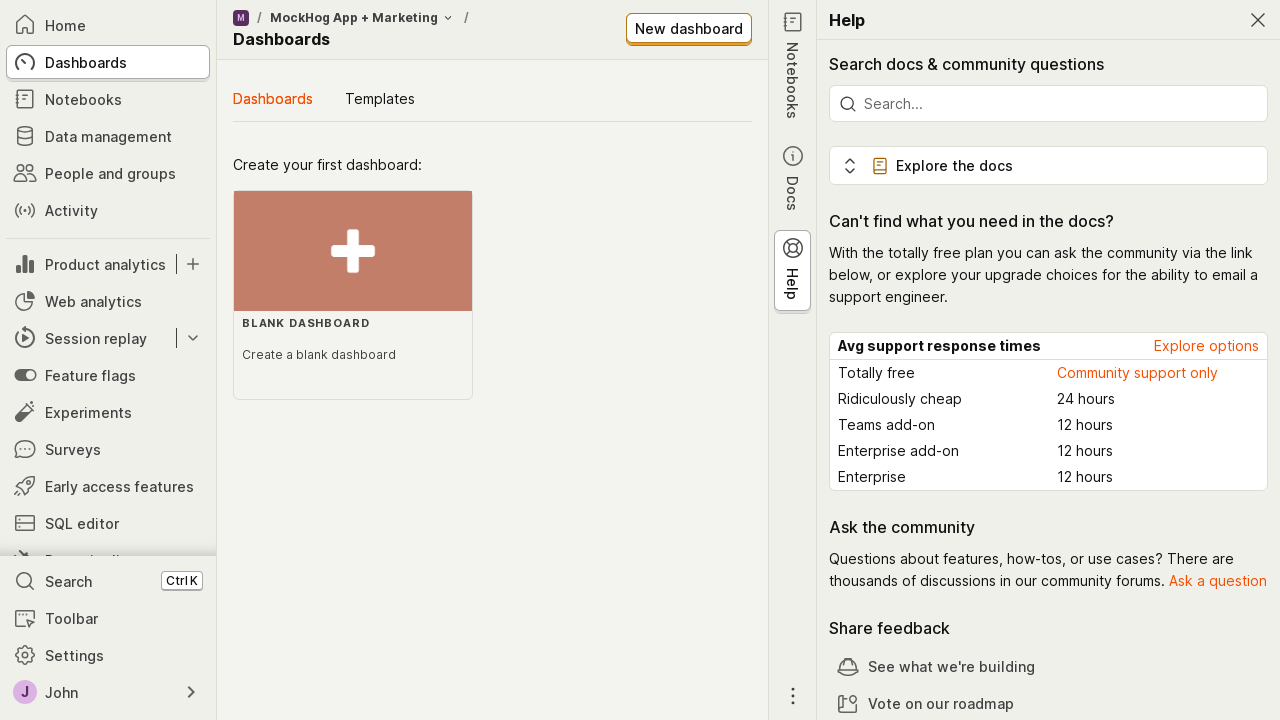 Home
Dashboards
Notebooks
Data management
People and groups
Activity
Product analytics
Web analytics
Session replay
Feature flags
Experiments
Surveys
Early access features
SQL editor
Search Ctrl K
Toolbar
Settings
J John
M / MockHog App + Marketing /
Dashboards
New dashboard
Dashboards Templates
Create your first dashboard:
BLANK DASHBOARD
Create a blank dashboard
Notebooks
Docs
Help
Help
Search docs & community questions
Search...
Explore the docs
Can't find what you need in the docs?
With the totally free plan you can ask the community via the link
below, or explore your upgrade choices for the ability to email a
support engineer.
Avg support response times Explore options
Totally free Community support only
Ridiculously cheap 24 hours
Teams add-on 12 hours
Enterprise add-on 12 hours
Enterprise 12 hours
Ask the community
Questions about features, how-tos, or use cases? There are
thousands of discussions in our community forums. Ask a question
Share feedback
See what we're building
Vote on our roadmap